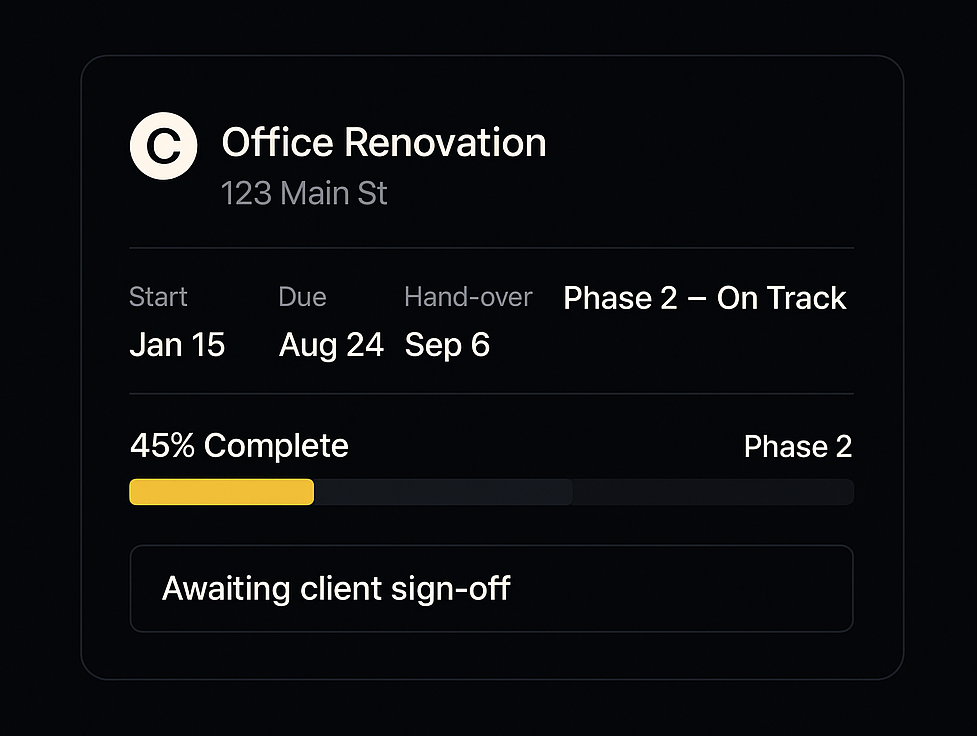 C
Office Renovation
123 Main St
Start Due Hand-over Phase 2 – On Track
Jan 15 Aug 24 Sep 6
45% Complete Phase 2
Awaiting client sign-off